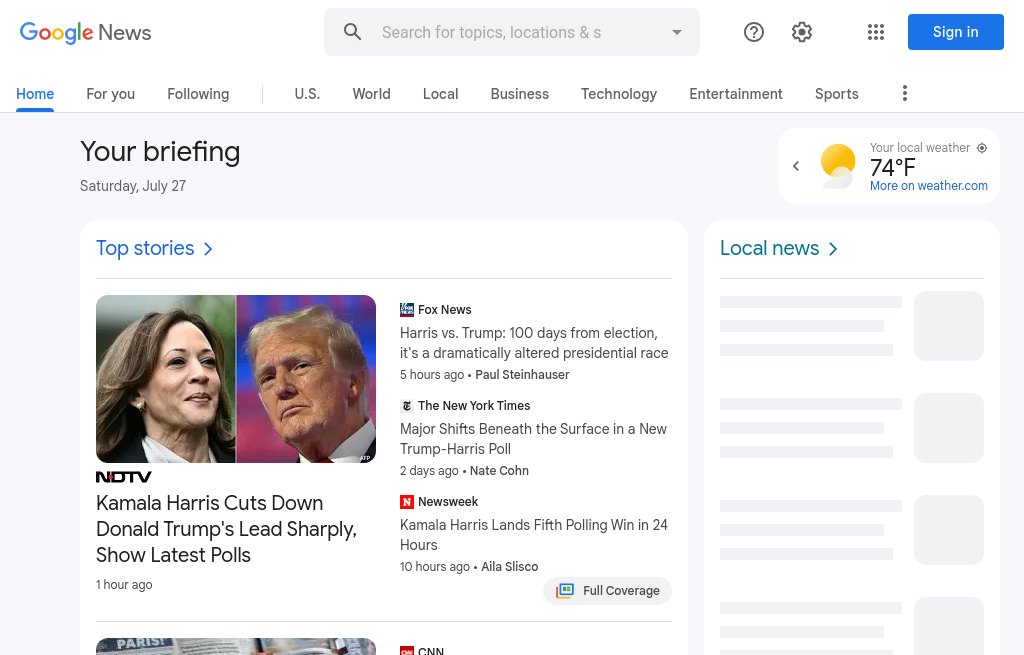 Google News
Search for topics, locations & s
Sign in
Home
For you
Following
U.S.
World
Local
Business
Technology
Entertainment
Sports
Your briefing
Saturday, July 27
Your local weather
74°F
More on weather.com
Top stories
Local news
AFP
NDTV
Kamala Harris Cuts Down
Donald Trump's Lead Sharply,
Show Latest Polls
1 hour ago
Fox News
Harris vs. Trump: 100 days from election,
it's a dramatically altered presidential race
5 hours ago • Paul Steinhauser
The New York Times
Major Shifts Beneath the Surface in a New
Trump-Harris Poll
2 days ago • Nate Cohn
Newsweek
Kamala Harris Lands Fifth Polling Win in 24
Hours
10 hours ago • Aila Slisco
Full Coverage
PARIS!
CNN